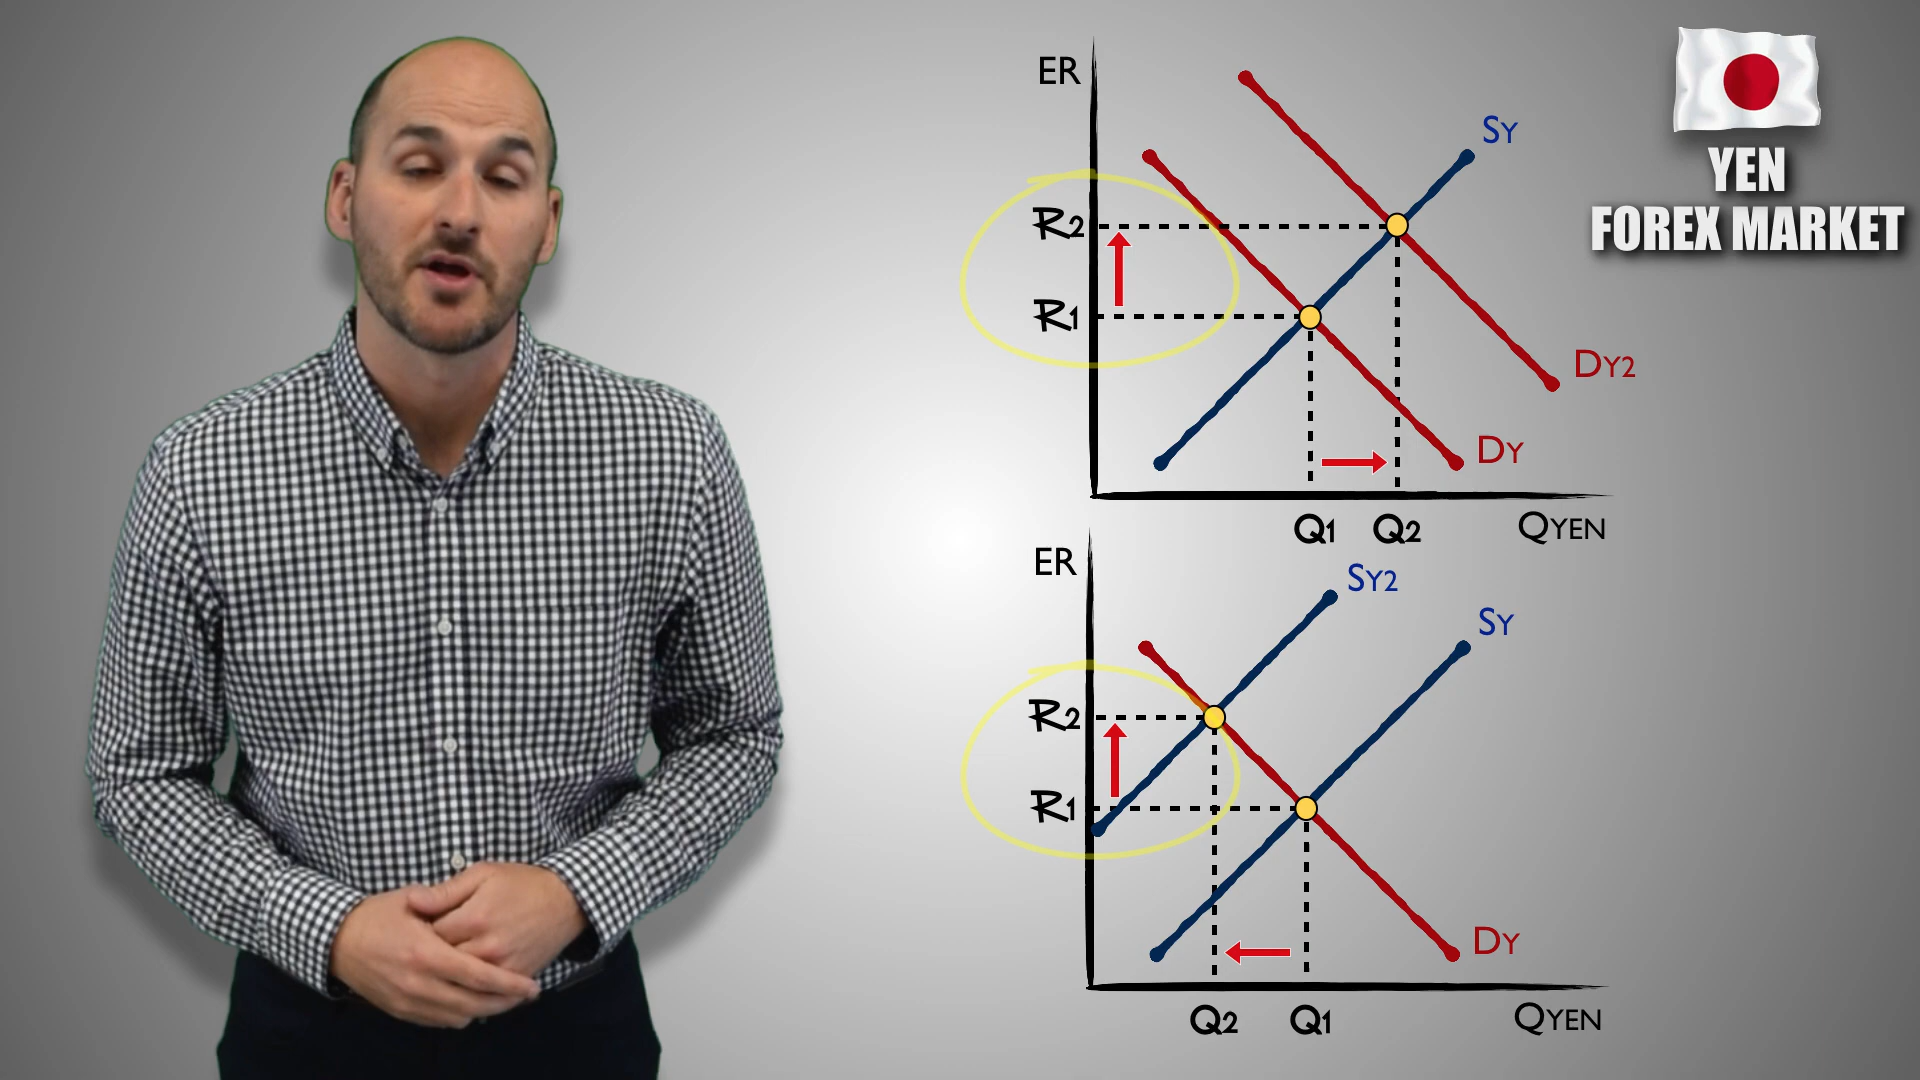 YEN
FOREX MARKET
ER
SY
R2
R1
DY2
DY
Q1 Q2 QYEN
ER
SY2
SY
R2
R1
DY
Q2 Q1 QYEN